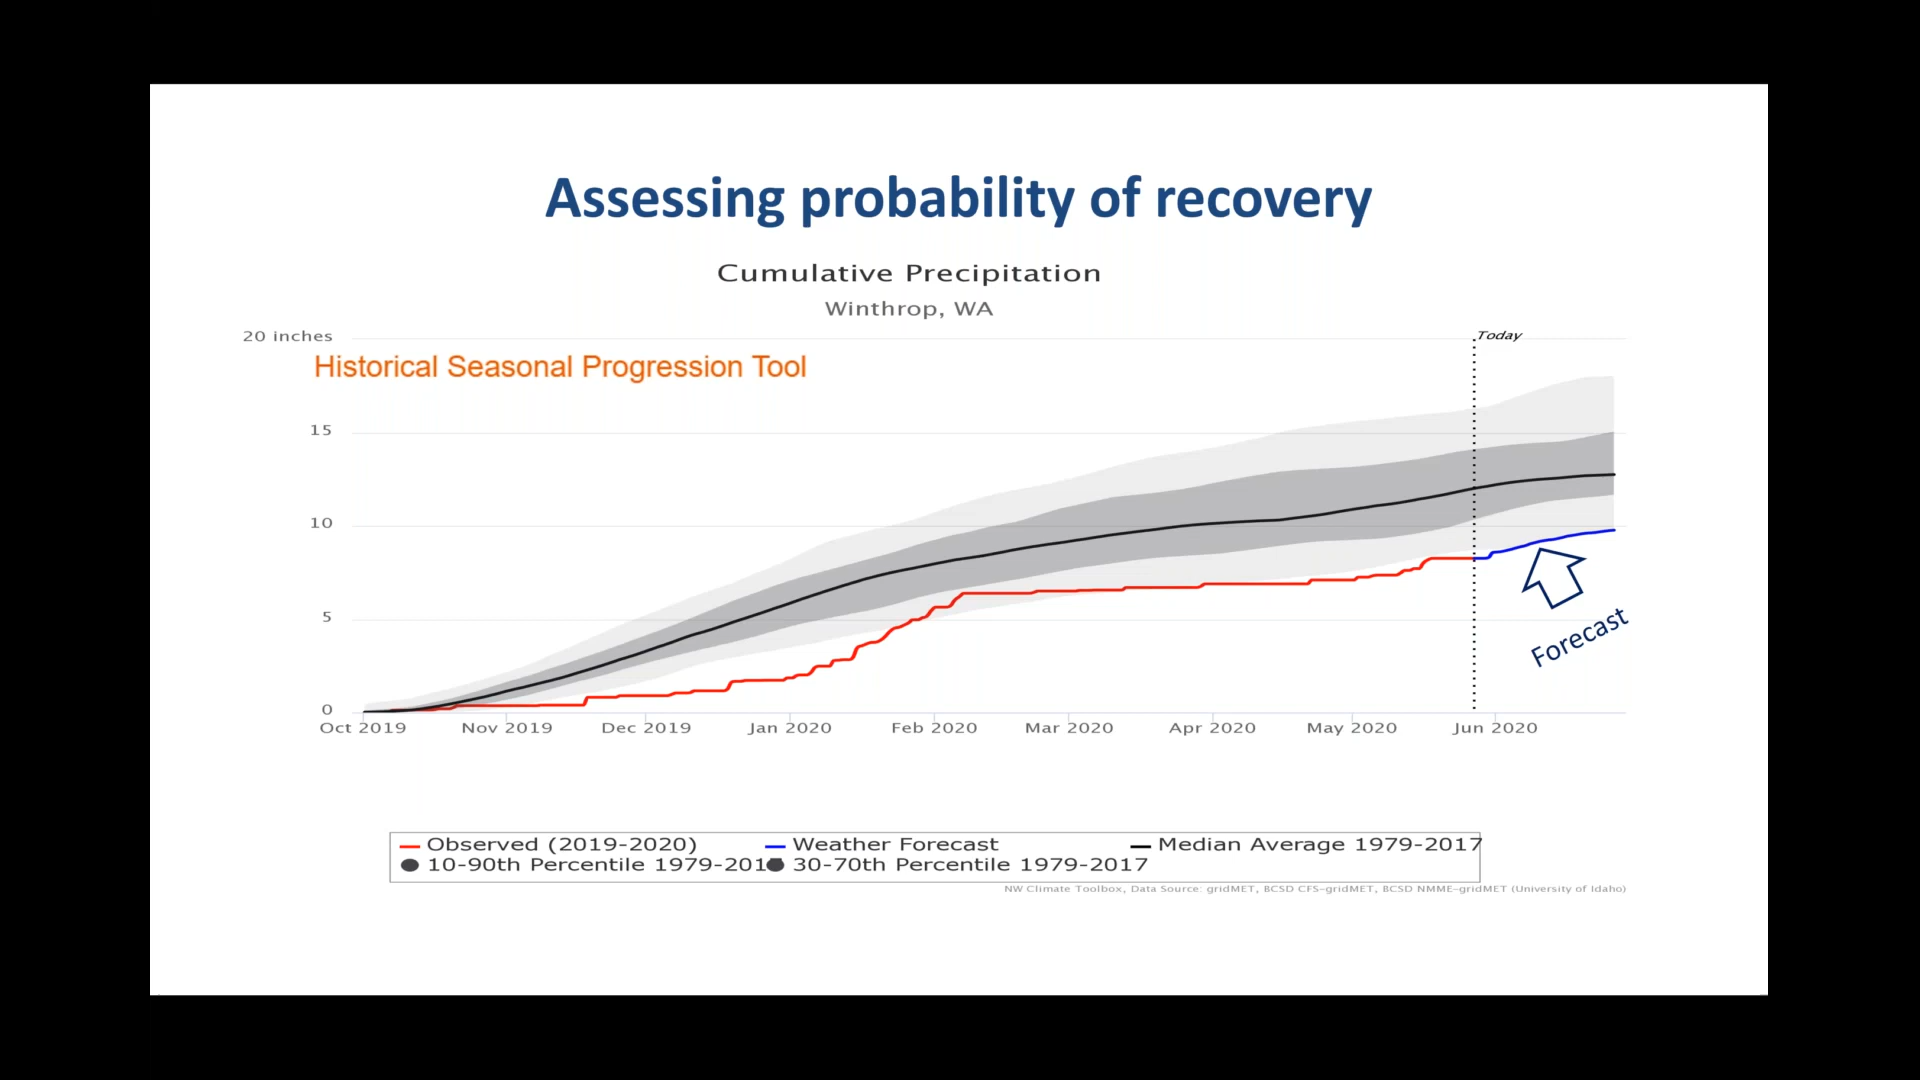 Assessing probability of recovery
Cumulative Precipitation
Winthrop, WA
20 inches
Today
Historical Seasonal Progression Tool
15
10
5
Forecast
0
Oct 2019 Nov 2019 Dec 2019 Jan 2020 Feb 2020 Mar 2020 Apr 2020 May 2020 Jun 2020
Observed (2019-2020) Weather Forecast Median Average 1979-2017
10-90th Percentile 1979-201 30-70th Percentile 1979-2017
NW Climate Toolbox, Data Source: gridMET, BCSD CFS-gridMET, BCSD NMME-gridMET (University of Idaho)